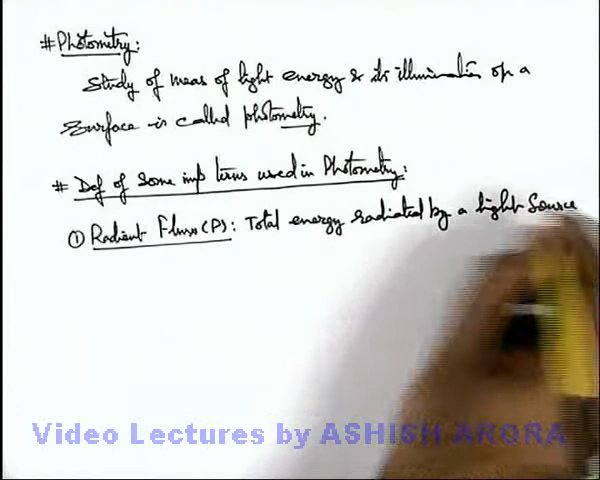 # Photometry:
Study of meas of light energy & its illumination of a
surface is called photometry.
# Def of Some imp terms used in Photometry:
① Radient Flux(P): Total energy radiated by a light Source
Video Lectures by ASHISH ARORA